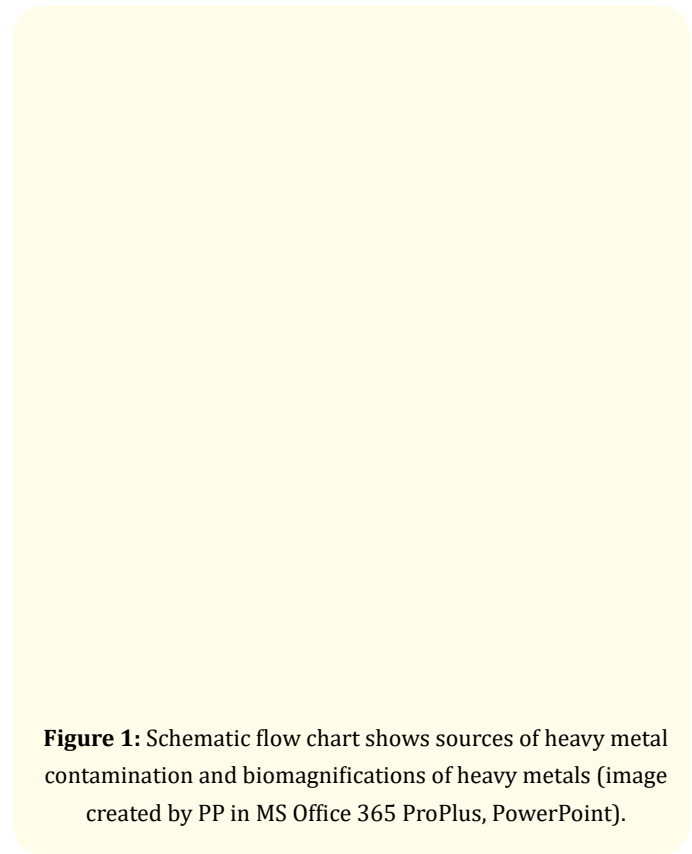 Figure 1: Schematic flow chart shows sources of heavy metal
contamination and biomagnifications of heavy metals (image
created by PP in MS Office 365 ProPlus, PowerPoint).